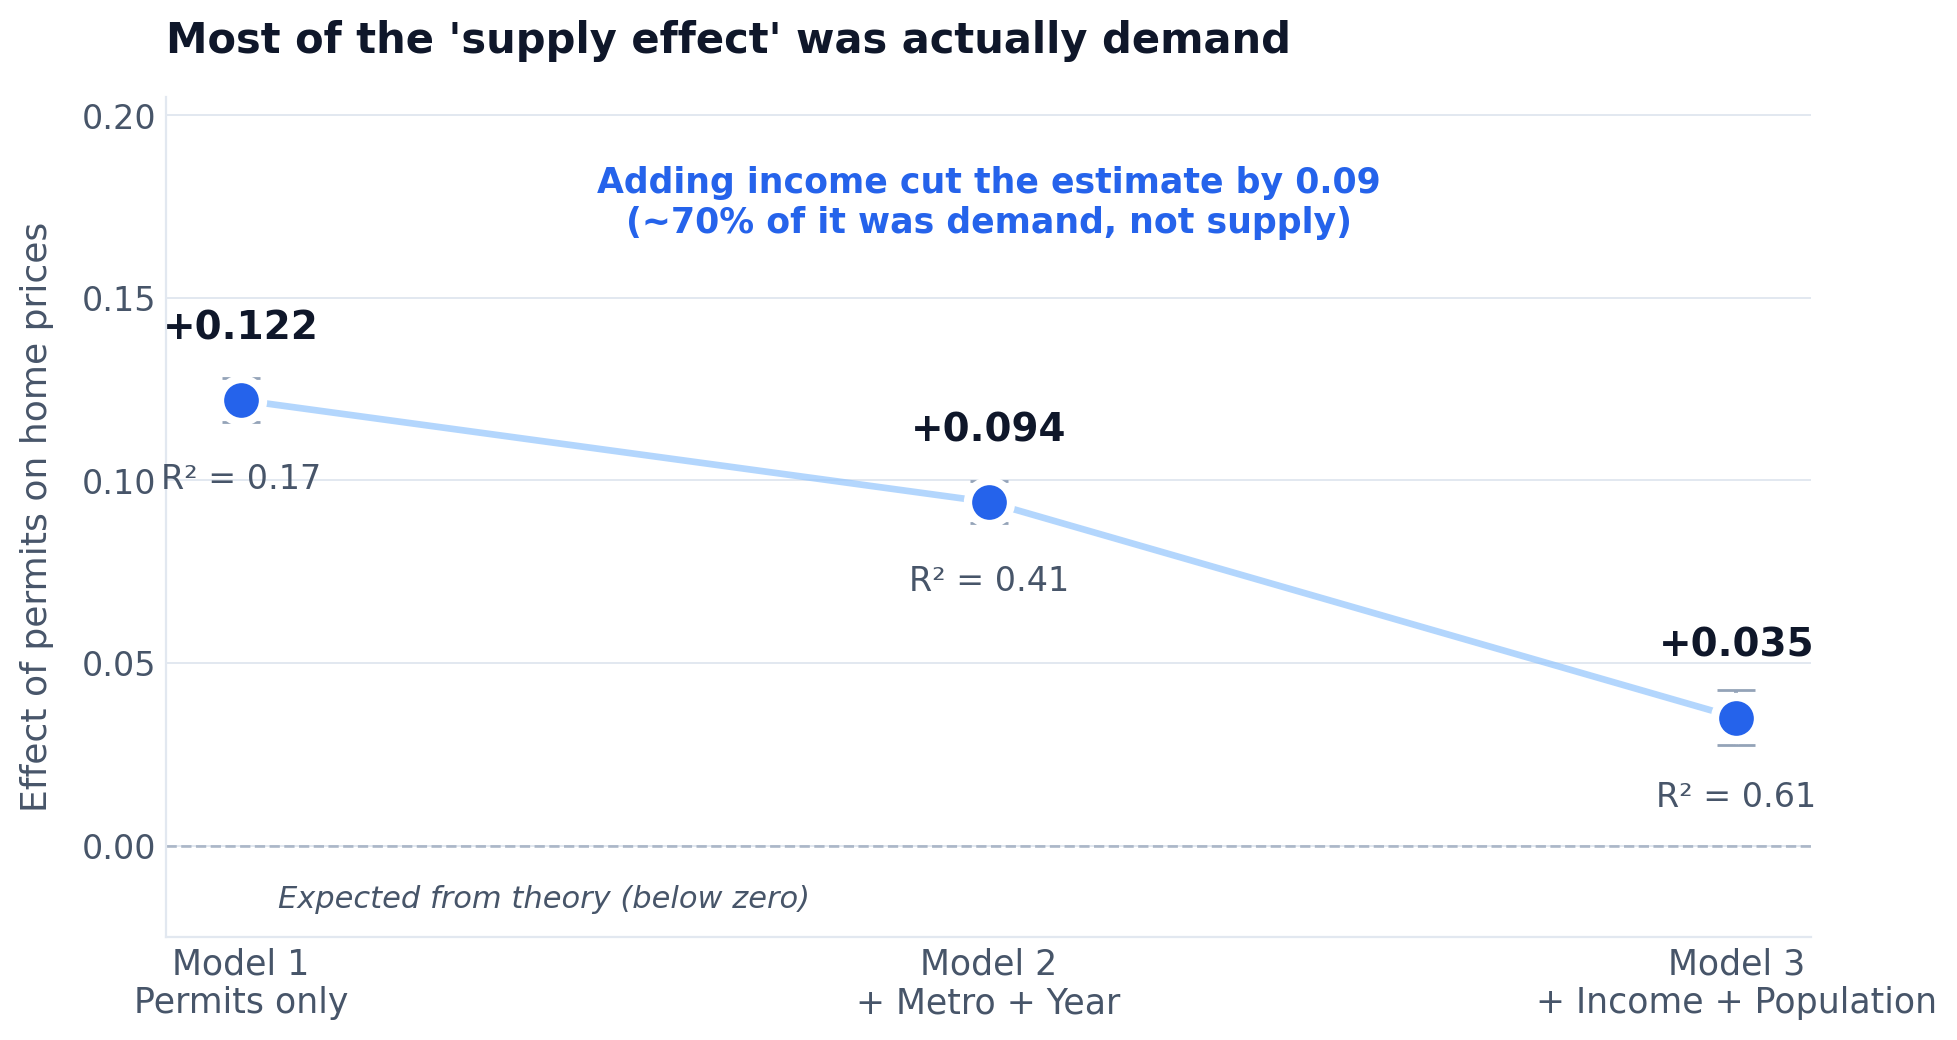 Most of the 'supply effect' was actually demand
Effect of permits on home prices
0.20
0.15
0.10
0.05
0.00
Adding income cut the estimate by 0.09
(~70% of it was demand, not supply)
+0.122
R² = 0.17
+0.094
R² = 0.41
+0.035
R² = 0.61
Expected from theory (below zero)
Model 1
Permits only
Model 2
+ Metro + Year
Model 3
+ Income + Population